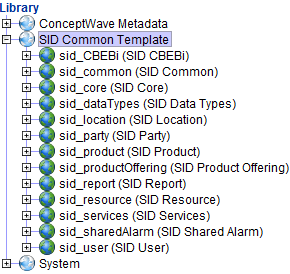 Library
ConceptWave Metadata
SID Common Template
sid_CBEBi (SID CBEBi)
sid_common (SID Common)
sid_core (SID Core)
sid_dataTypes (SID Data Types)
sid_location (SID Location)
sid_party (SID Party)
sid_product (SID Product)
sid_productOffering (SID Product Offering)
sid_report (SID Report)
sid_resource (SID Resource)
sid_services (SID Services)
sid_sharedAlarm (SID Shared Alarm)
sid_user (SID User)
System